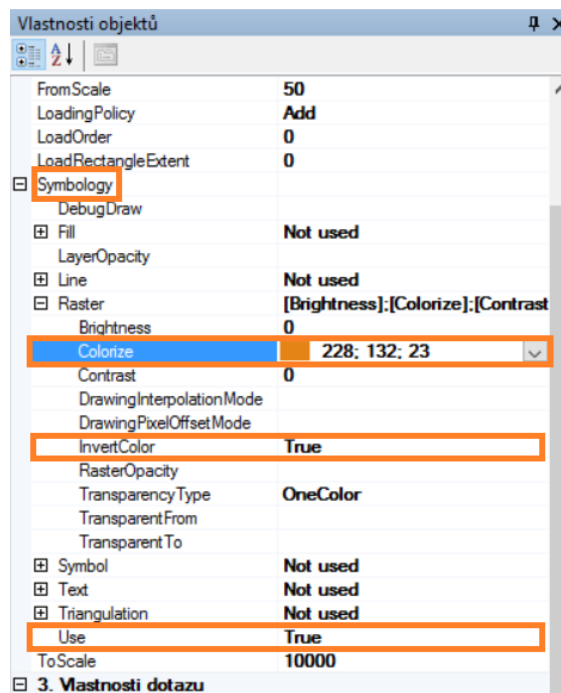 Vlastnosti objektů
FromScale 50
LoadingPolicy Add
LoadOrder 0
LoadRectangleExtent 0
Symbology
DebugDraw
Fill Not used
LayerOpacity
Line Not used
Raster [Brightness];[Colorize];[Contrast
Brightness 0
Colorize 228; 132; 23
Contrast 0
DrawingInterpolationMode
DrawingPixelOffsetMode
InvertColor True
RasterOpacity
TransparencyType OneColor
TransparentFrom
TransparentTo
Symbol Not used
Text Not used
Triangulation Not used
Use True
ToScale 10000
3. Vlastnosti dotazu